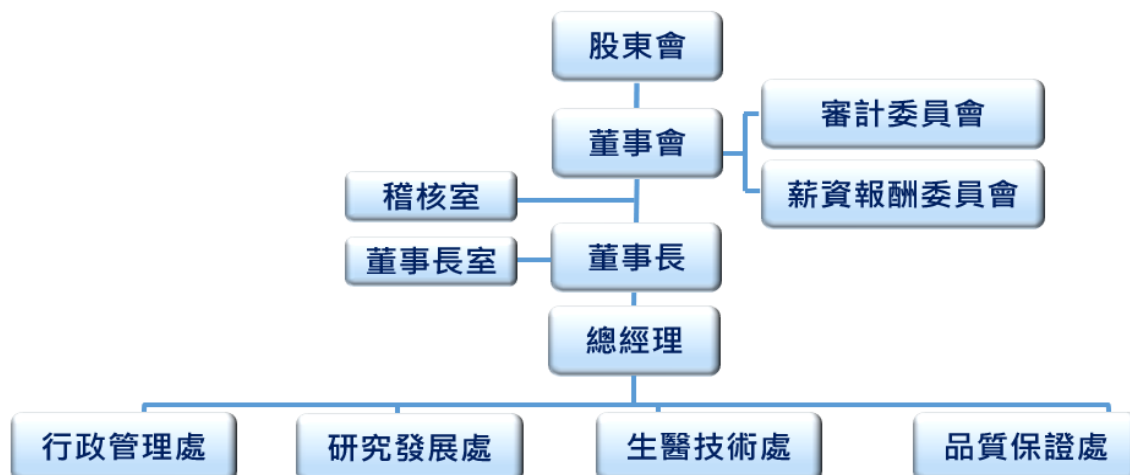 股東會
董事會
審計委員會
薪資報酬委員會
稽核室
董事長室
董事長
總經理
行政管理處
研究發展處
生醫技術處
品質保證處